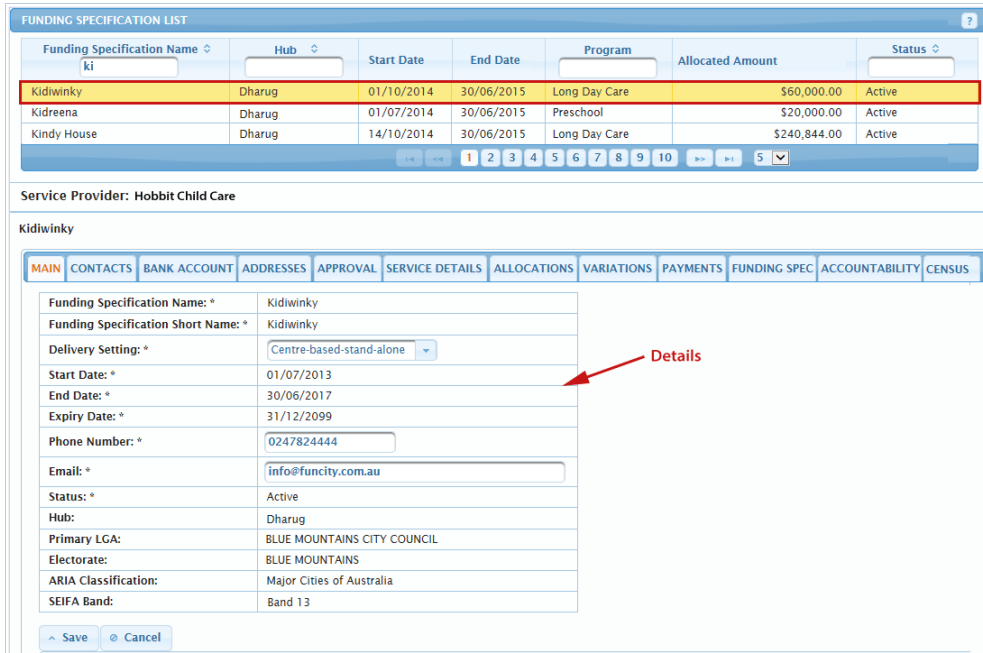 FUNDING SPECIFICATION LIST ?
Funding Specification Name Hub Start Date End Date Program Allocated Amount Status
ki
Kidiwinky Dharug 01/10/2014 30/06/2015 Long Day Care $60,000.00 Active
Kidreena Dharug 01/07/2014 30/06/2015 Preschool $20,000.00 Active
Kindy House Dharug 14/10/2014 30/06/2015 Long Day Care $240,844.00 Active
1 2 3 4 5 6 7 8 9 10 5
Service Provider: Hobbit Child Care
Kidiwinky
MAIN CONTACTS BANK ACCOUNT ADDRESSES APPROVAL SERVICE DETAILS ALLOCATIONS VARIATIONS PAYMENTS FUNDING SPEC ACCOUNTABILITY CENSUS
Funding Specification Name: * Kidiwinky
Funding Specification Short Name: * Kidiwinky
Delivery Setting: * Centre-based-stand-alone
Details
Start Date: * 01/07/2013
End Date: * 30/06/2017
Expiry Date: * 31/12/2099
Phone Number: * 0247824444
Email: * info@funcity.com.au
Status: * Active
Hub: Dharug
Primary LGA: BLUE MOUNTAINS CITY COUNCIL
Electorate: BLUE MOUNTAINS
ARIA Classification: Major Cities of Australia
SEIFA Band: Band 13
Save Cancel